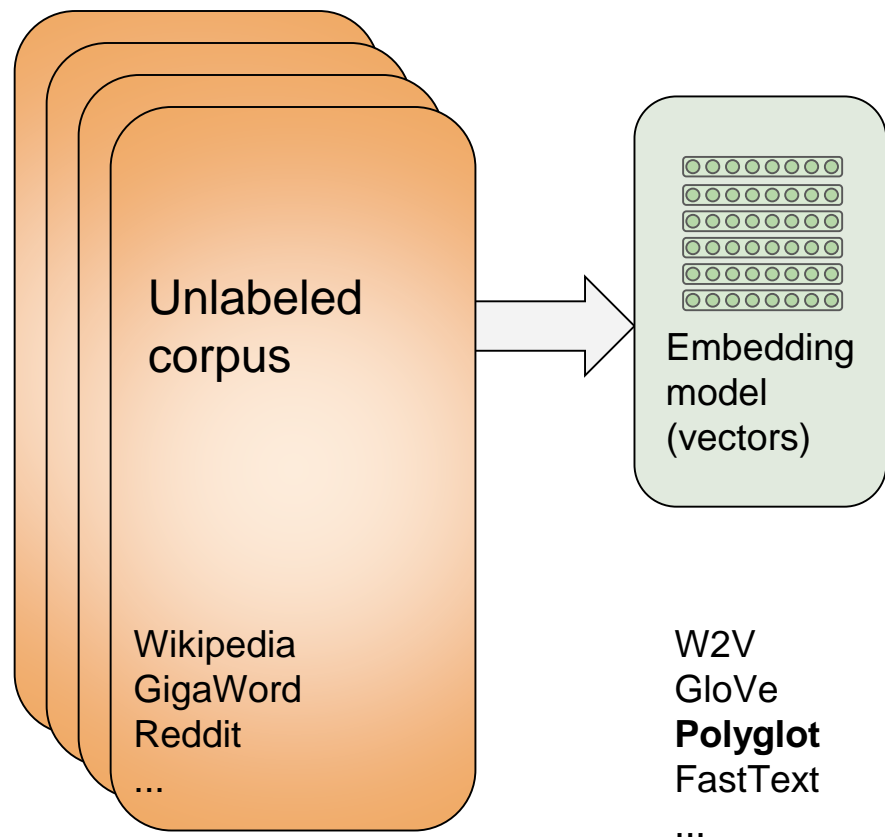 Unlabeled
corpus
Wikipedia
GigaWord
Reddit
...
Embedding
model
(vectors)
W2V
GloVe
Polyglot
FastText
...